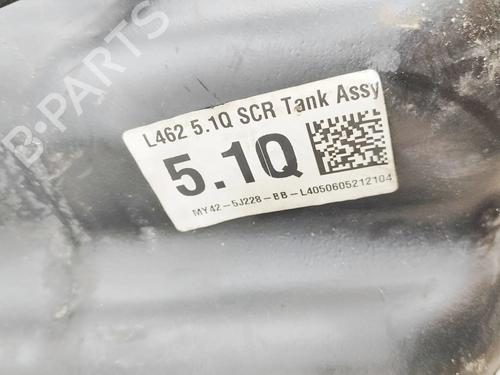 B-PARTS
L462 5.1Q SCR Tank Assy
5.1Q
MY42-5J228-BB-L4050605212104